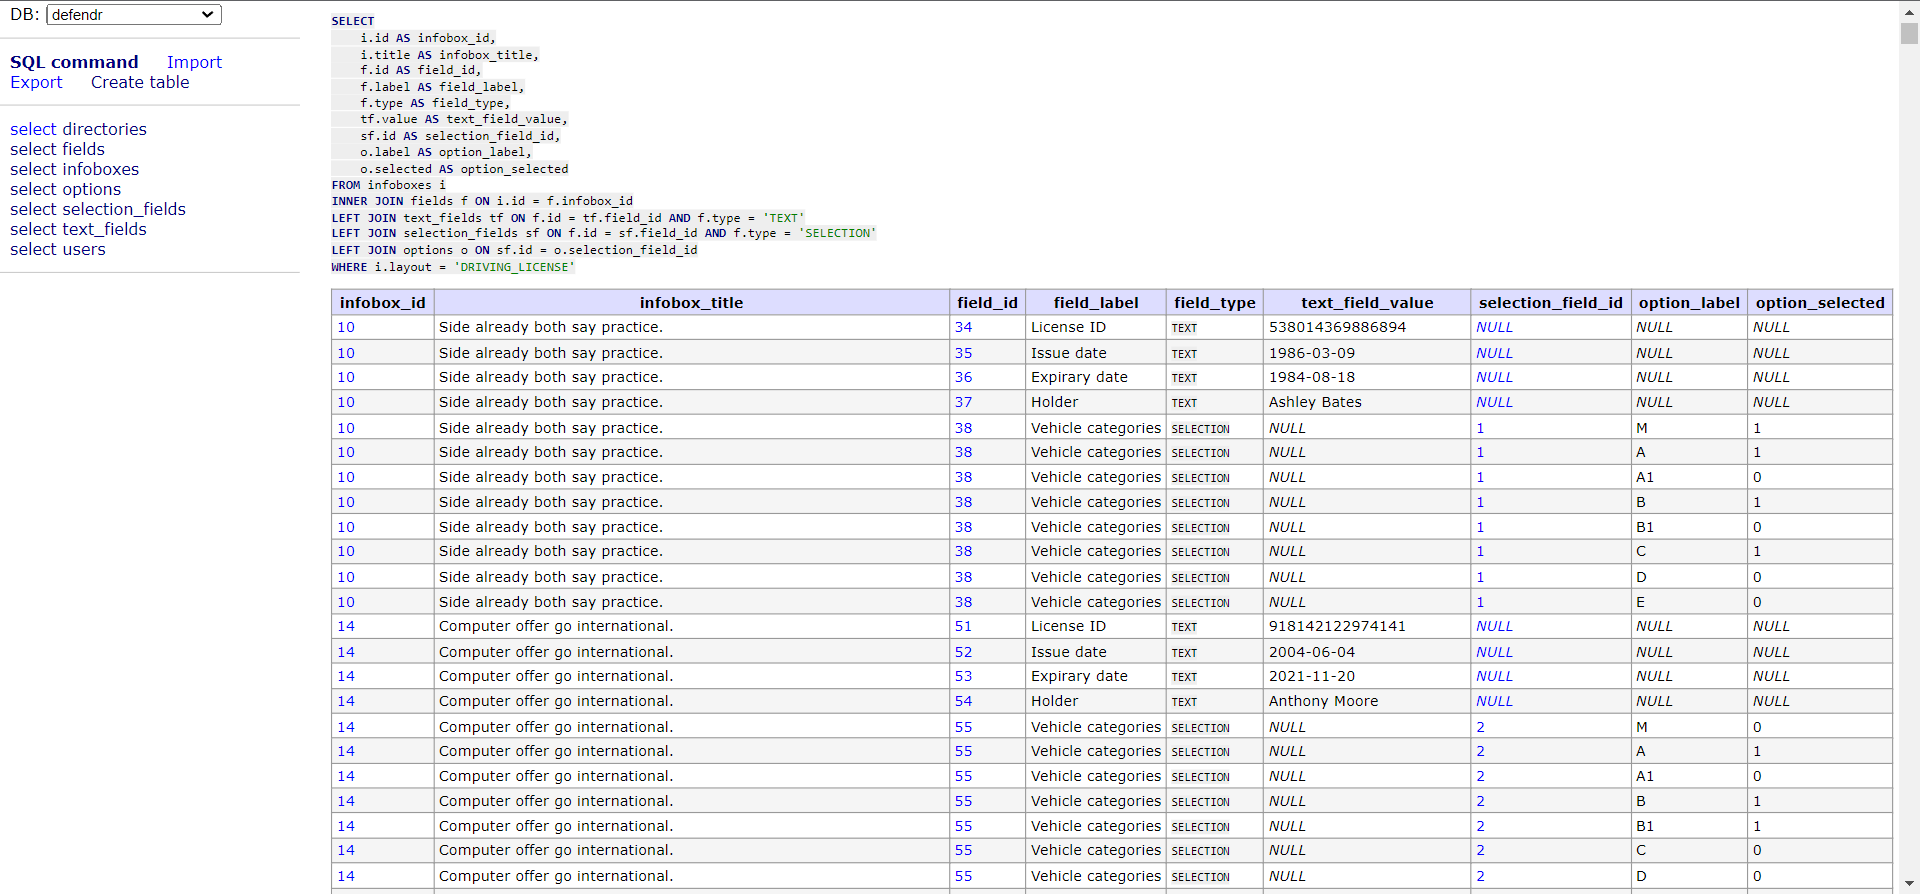 DB: defendr
SQL command Import
Export Create table
select directories
select fields
select infoboxes
select options
select selection_fields
select text_fields
select users
SELECT
i.id AS infobox_id,
i.title AS infobox_title,
f.id AS field_id,
f.label AS field_label,
f.type AS field_type,
tf.value AS text_field_value,
sf.id AS selection_field_id,
o.label AS option_label,
o.selected AS option_selected
FROM infoboxes i
INNER JOIN fields f ON i.id = f.infobox_id
LEFT JOIN text_fields tf ON f.id = tf.field_id AND f.type = 'TEXT'
LEFT JOIN selection_fields sf ON f.id = sf.field_id AND f.type = 'SELECTION'
LEFT JOIN options o ON sf.id = o.selection_field_id
WHERE i.layout = 'DRIVING_LICENSE'
infobox_id infobox_title field_id field_label field_type text_field_value selection_field_id option_label option_selected
10 Side already both say practice. 34 License ID TEXT 538014369886894 NULL NULL NULL
10 Side already both say practice. 35 Issue date TEXT 1986-03-09 NULL NULL NULL
10 Side already both say practice. 36 Expirary date TEXT 1984-08-18 NULL NULL NULL
10 Side already both say practice. 37 Holder TEXT Ashley Bates NULL NULL NULL
10 Side already both say practice. 38 Vehicle categories SELECTION NULL 1 M 1
10 Side already both say practice. 38 Vehicle categories SELECTION NULL 1 A 1
10 Side already both say practice. 38 Vehicle categories SELECTION NULL 1 A1 0
10 Side already both say practice. 38 Vehicle categories SELECTION NULL 1 B 1
10 Side already both say practice. 38 Vehicle categories SELECTION NULL 1 B1 0
10 Side already both say practice. 38 Vehicle categories SELECTION NULL 1 C 1
10 Side already both say practice. 38 Vehicle categories SELECTION NULL 1 D 0
10 Side already both say practice. 38 Vehicle categories SELECTION NULL 1 E 0
14 Computer offer go international. 51 License ID TEXT 918142122974141 NULL NULL NULL
14 Computer offer go international. 52 Issue date TEXT 2004-06-04 NULL NULL NULL
14 Computer offer go international. 53 Expirary date TEXT 2021-11-20 NULL NULL NULL
14 Computer offer go international. 54 Holder TEXT Anthony Moore NULL NULL NULL
14 Computer offer go international. 55 Vehicle categories SELECTION NULL 2 M 0
14 Computer offer go international. 55 Vehicle categories SELECTION NULL 2 A 1
14 Computer offer go international. 55 Vehicle categories SELECTION NULL 2 A1 0
14 Computer offer go international. 55 Vehicle categories SELECTION NULL 2 B 1
14 Computer offer go international. 55 Vehicle categories SELECTION NULL 2 B1 1
14 Computer offer go international. 55 Vehicle categories SELECTION NULL 2 C 0
14 Computer offer go international. 55 Vehicle categories SELECTION NULL 2 D 0